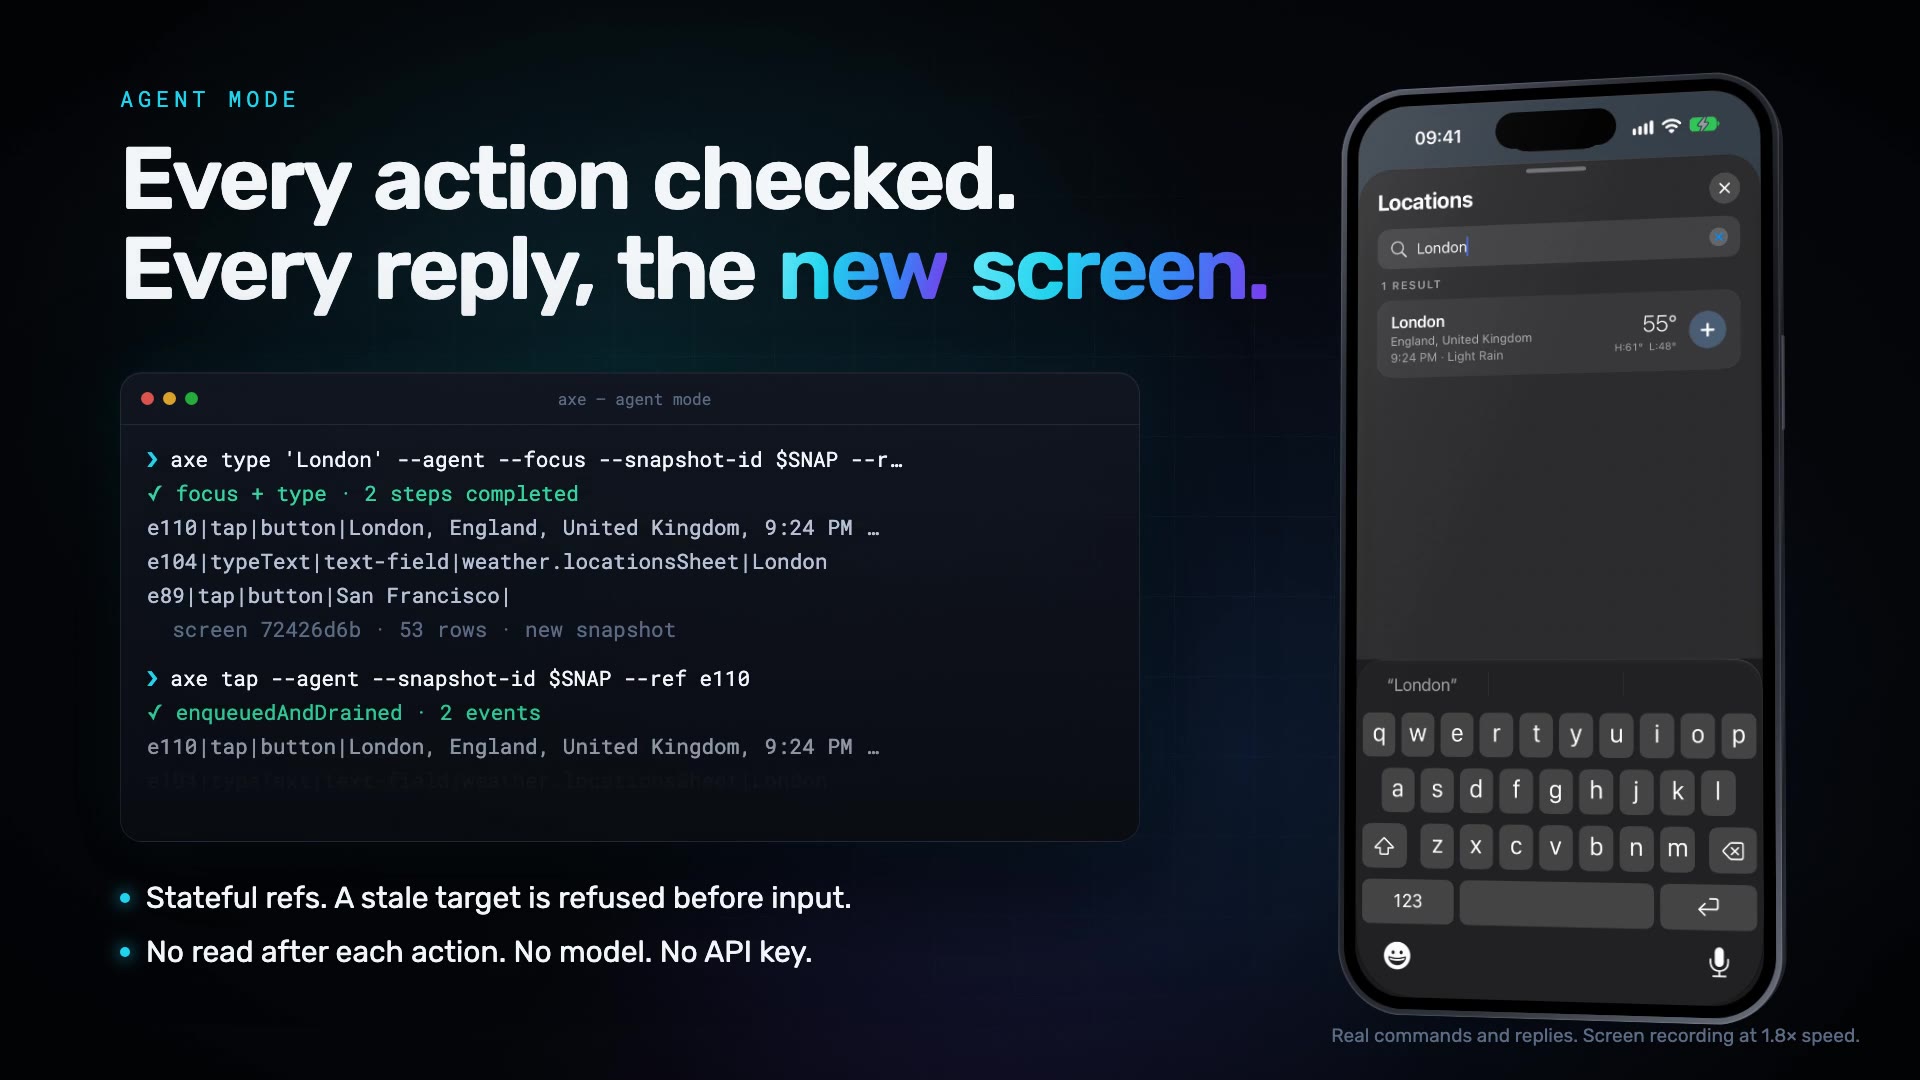 AGENT MODE
Every action checked.
Every reply, the new screen.
axe — agent mode
❯ axe type 'London' --agent --focus --snapshot-id $SNAP --r…
✓ focus + type · 2 steps completed
e110|tap|button|London, England, United Kingdom, 9:24 PM …
e104|typeText|text-field|weather.locationsSheet|London
e89|tap|button|San Francisco|
screen 72426d6b · 53 rows · new snapshot
❯ axe tap --agent --snapshot-id $SNAP --ref e110
✓ enqueuedAndDrained · 2 events
e110|tap|button|London, England, United Kingdom, 9:24 PM …
• Stateful refs. A stale target is refused before input.
• No read after each action. No model. No API key.
09:41
Locations
London
1 RESULT
London
England, United Kingdom
9:24 PM · Light Rain
55°
H:61° L:48°
“London”
q w e r t y u i o p
a s d f g h j k l
z x c v b n m
123
Real commands and replies. Screen recording at 1.8× speed.